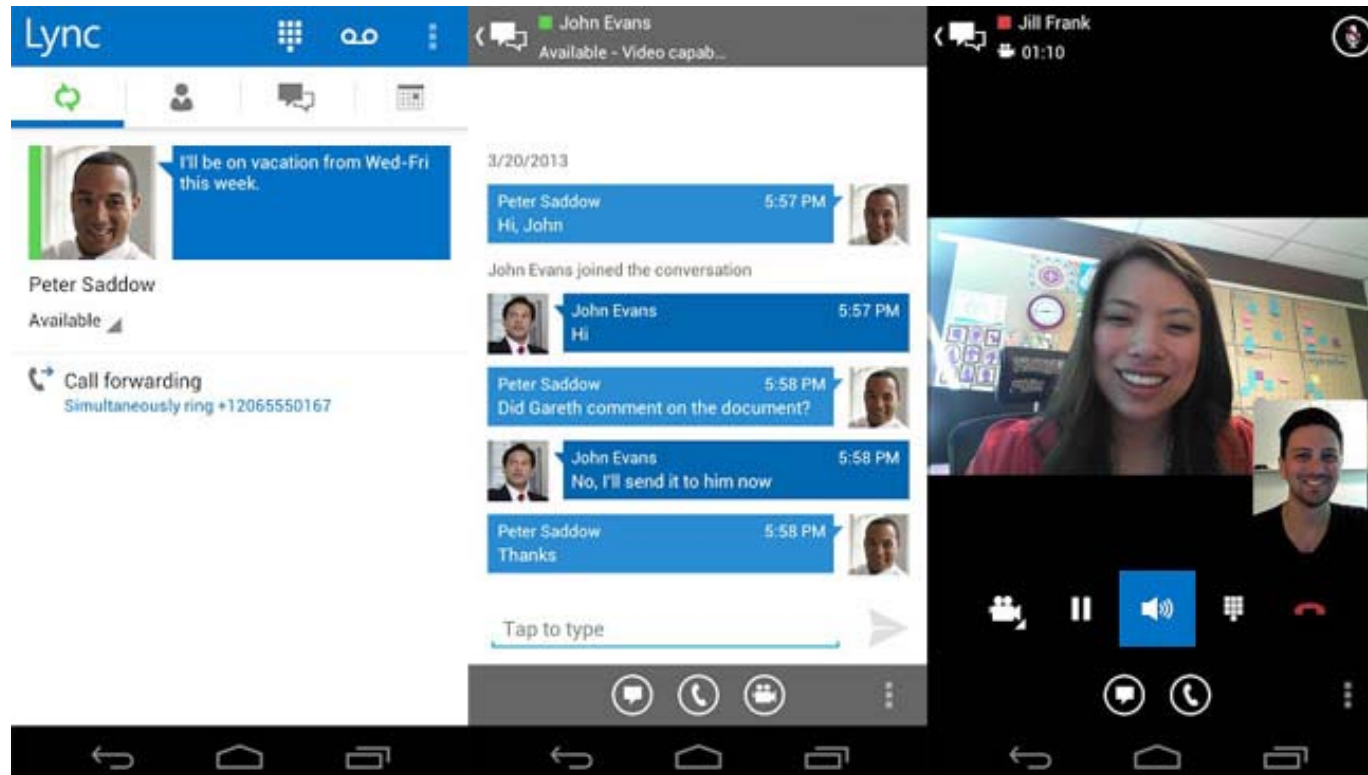 Lync
I'll be on vacation from Wed-Fri
this week.
Peter Saddow
Available
Call forwarding
Simultaneously ring +12065550167
John Evans
Available - Video capab...
3/20/2013
Peter Saddow 5:57 PM
Hi, John
John Evans joined the conversation
John Evans 5:57 PM
Hi
Peter Saddow 5:58 PM
Did Gareth comment on the document?
John Evans 5:58 PM
No, I'll send it to him now
Peter Saddow 5:58 PM
Thanks
Tap to type
Jill Frank
01:10